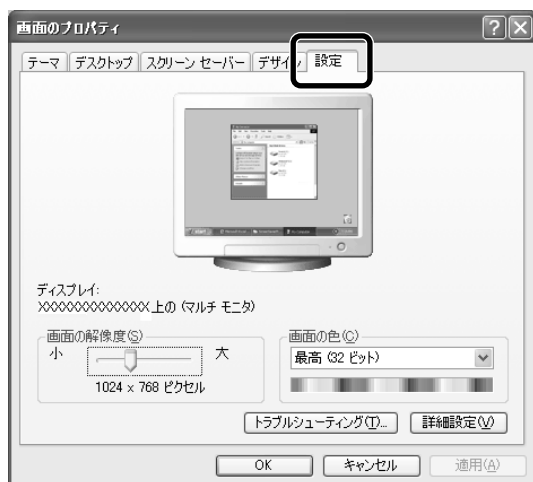 画面のプロパティ
テーマ デスクトップ スクリーン セーバー デザイン 設定
ディスプレイ:
XXXXXXXXXXXXXX上の (マルチ モニタ)
画面の解像度(S)
小 大
1024 x 768 ピクセル
画面の色(C)
最高 (32 ビット)
トラブルシューティング(T)... 詳細設定(V)
OK キャンセル 適用(A)